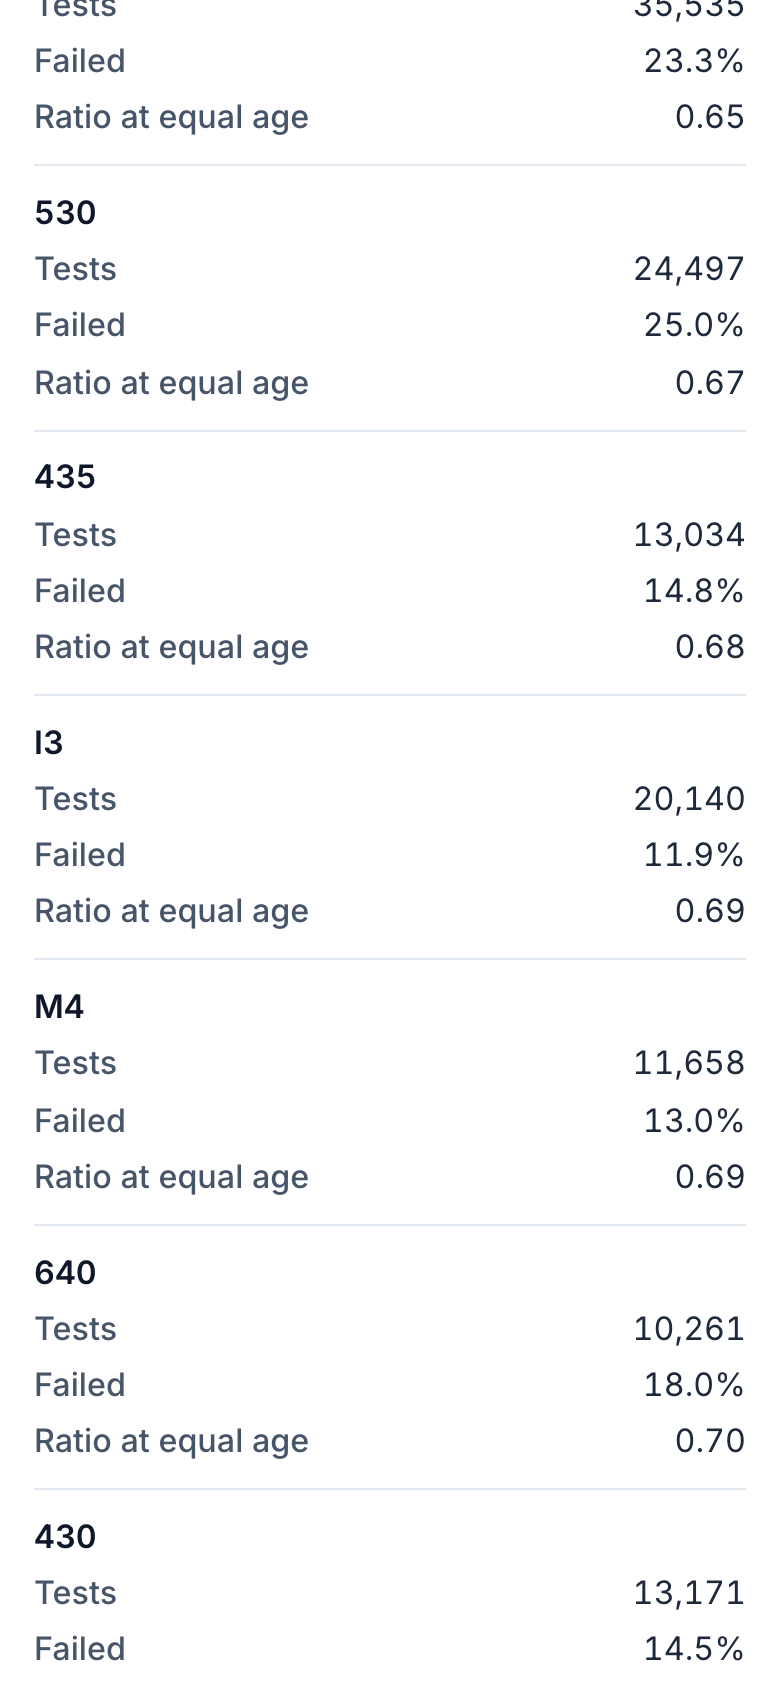 Tests 35,535
Failed 23.3%
Ratio at equal age 0.65
530
Tests 24,497
Failed 25.0%
Ratio at equal age 0.67
435
Tests 13,034
Failed 14.8%
Ratio at equal age 0.68
I3
Tests 20,140
Failed 11.9%
Ratio at equal age 0.69
M4
Tests 11,658
Failed 13.0%
Ratio at equal age 0.69
640
Tests 10,261
Failed 18.0%
Ratio at equal age 0.70
430
Tests 13,171
Failed 14.5%